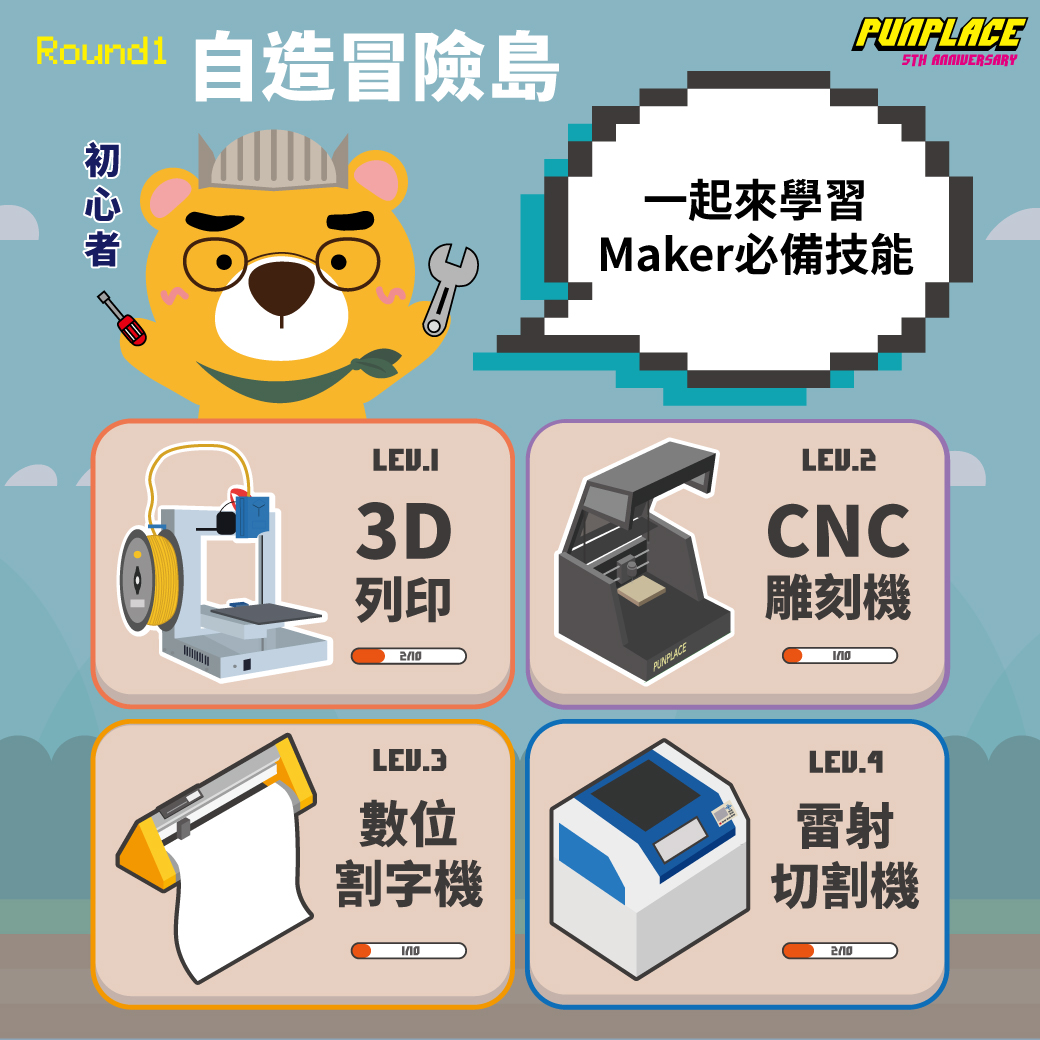 Round1 自造冒險島
PUNPLACE
5TH ANNIVERSARY
初心者
一起來學習
Maker必備技能
LEV.1
3D
列印
2/10
LEV.2
CNC
雕刻機
1/10
PUNPLACE
LEV.3
數位
割字機
1/10
LEV.4
雷射
切割機
2/10